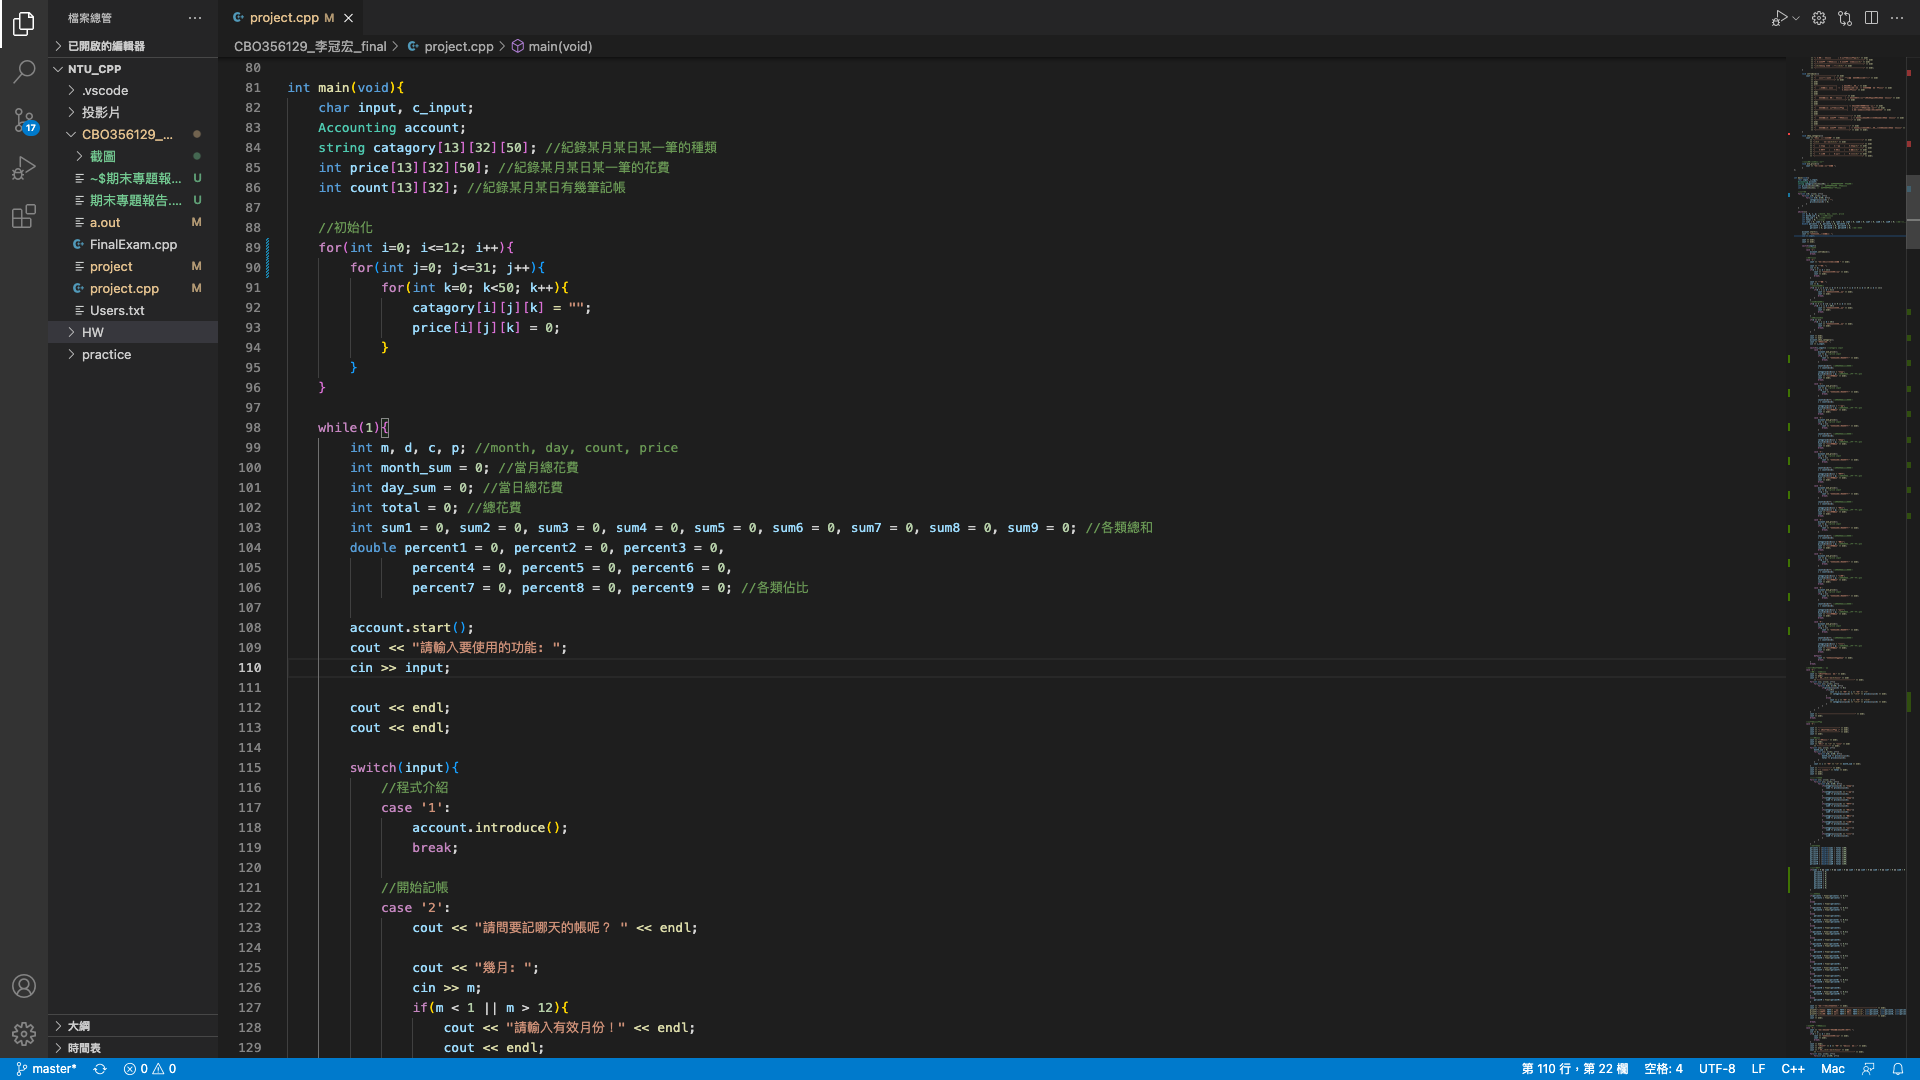 檔案總管
project.cpp M
已開啟的編輯器
CBO356129_李冠宏_final > project.cpp > main(void)
NTU_CPP
.vscode
投影片
CBO356129_...
截圖
~$期末專題報... U
期末專題報告.... U
a.out M
FinalExam.cpp
project M
project.cpp M
Users.txt
HW
practice
17
大綱
時間表
80
81 int main(void){
82 char input, c_input;
83 Accounting account;
84 string catagory[13][32][50]; //紀錄某月某日某一筆的種類
85 int price[13][32][50]; //紀錄某月某日某一筆的花費
86 int count[13][32]; //紀錄某月某日有幾筆記帳
87
88 //初始化
89 for(int i=0; i<=12; i++){
90 for(int j=0; j<=31; j++){
91 for(int k=0; k<50; k++){
92 catagory[i][j][k] = "";
93 price[i][j][k] = 0;
94 }
95 }
96 }
97
98 while(1){
99 int m, d, c, p; //month, day, count, price
100 int month_sum = 0; //當月總花費
101 int day_sum = 0; //當日總花費
102 int total = 0; //總花費
103 int sum1 = 0, sum2 = 0, sum3 = 0, sum4 = 0, sum5 = 0, sum6 = 0, sum7 = 0, sum8 = 0, sum9 = 0; //各類總和
104 double percent1 = 0, percent2 = 0, percent3 = 0,
105 percent4 = 0, percent5 = 0, percent6 = 0,
106 percent7 = 0, percent8 = 0, percent9 = 0; //各類佔比
107
108 account.start();
109 cout << "請輸入要使用的功能: ";
110 cin >> input;
111
112 cout << endl;
113 cout << endl;
114
115 switch(input){
116 //程式介紹
117 case '1':
118 account.introduce();
119 break;
120
121 //開始記帳
122 case '2':
123 cout << "請問要記哪天的帳呢？ " << endl;
124
125 cout << "幾月: ";
126 cin >> m;
127 if(m < 1 || m > 12){
128 cout << "請輸入有效月份！" << endl;
129 cout << endl;
master* 0 0 第 110 行，第 22 欄 空格: 4 UTF-8 LF C++ Mac